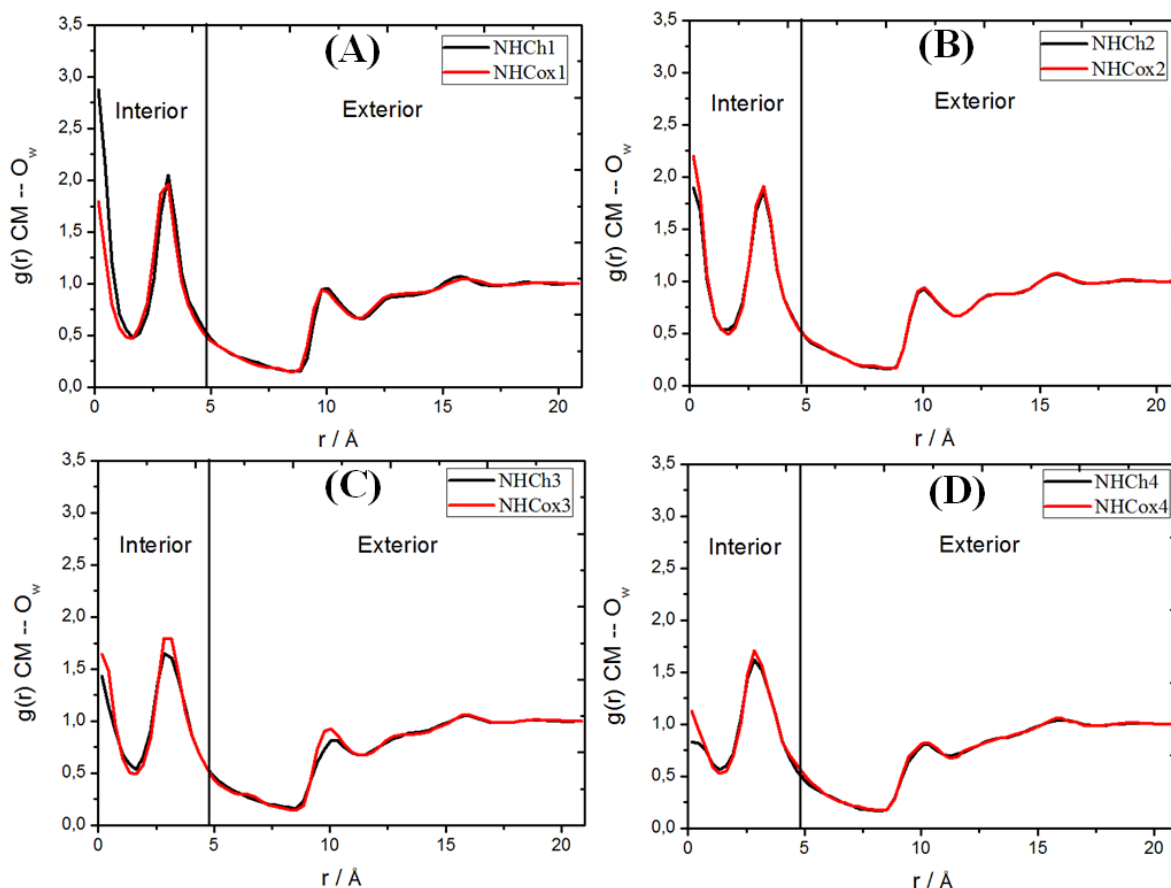 (A)
NHCh1
NHCox1
Interior
Exterior
g(r) CM -- Ow
3,5
3,0
2,5
2,0
1,5
1,0
0,5
0,0
0 5 10 15 20
r / Å
(B)
NHCh2
NHCox2
Interior
Exterior
g(r) CM -- Ow
3,5
3,0
2,5
2,0
1,5
1,0
0,5
0,0
0 5 10 15 20
r / Å
(C)
NHCh3
NHCox3
Interior
Exterior
g(r) CM -- Ow
3,5
3,0
2,5
2,0
1,5
1,0
0,5
0,0
0 5 10 15 20
r / Å
(D)
NHCh4
NHCox4
Interior
Exterior
g(r) CM -- Ow
3,5
3,0
2,5
2,0
1,5
1,0
0,5
0,0
0 5 10 15 20
r / Å